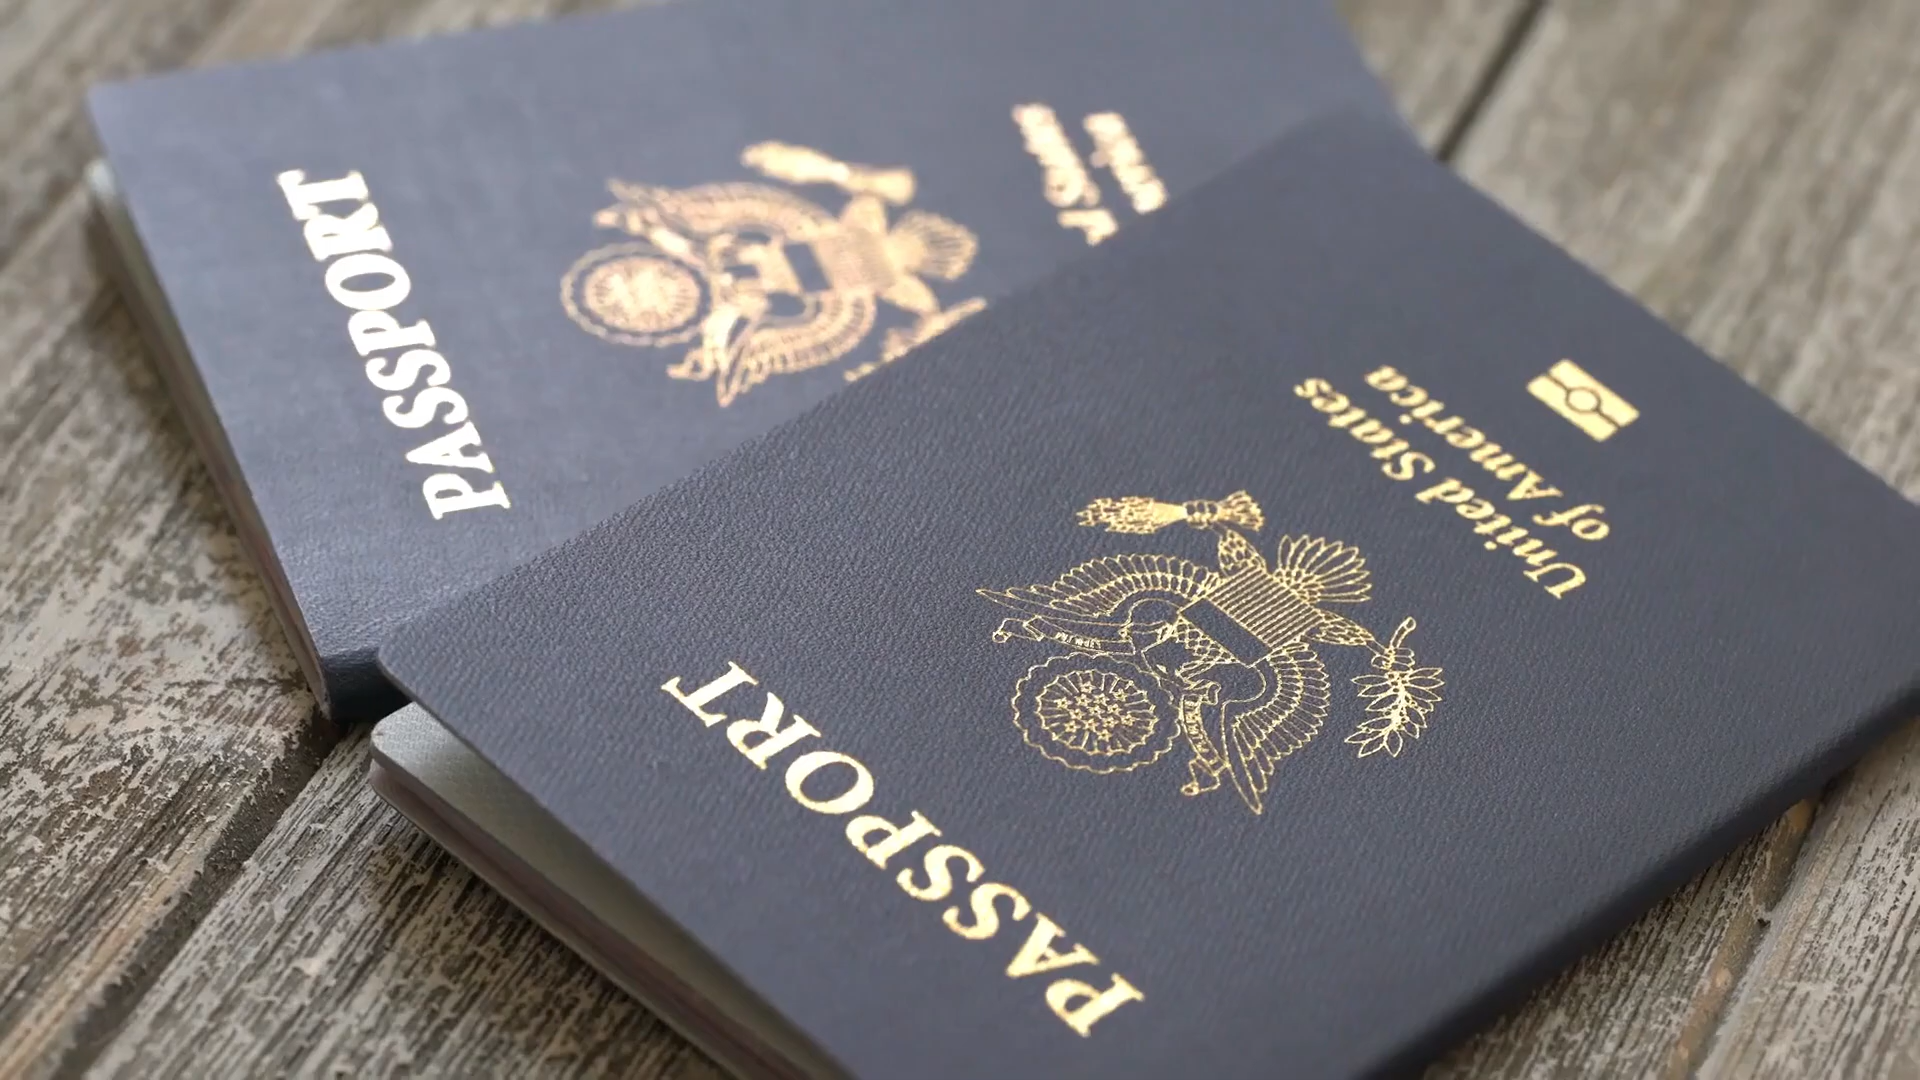 PASSPORT
PASSPORT
United States
of America